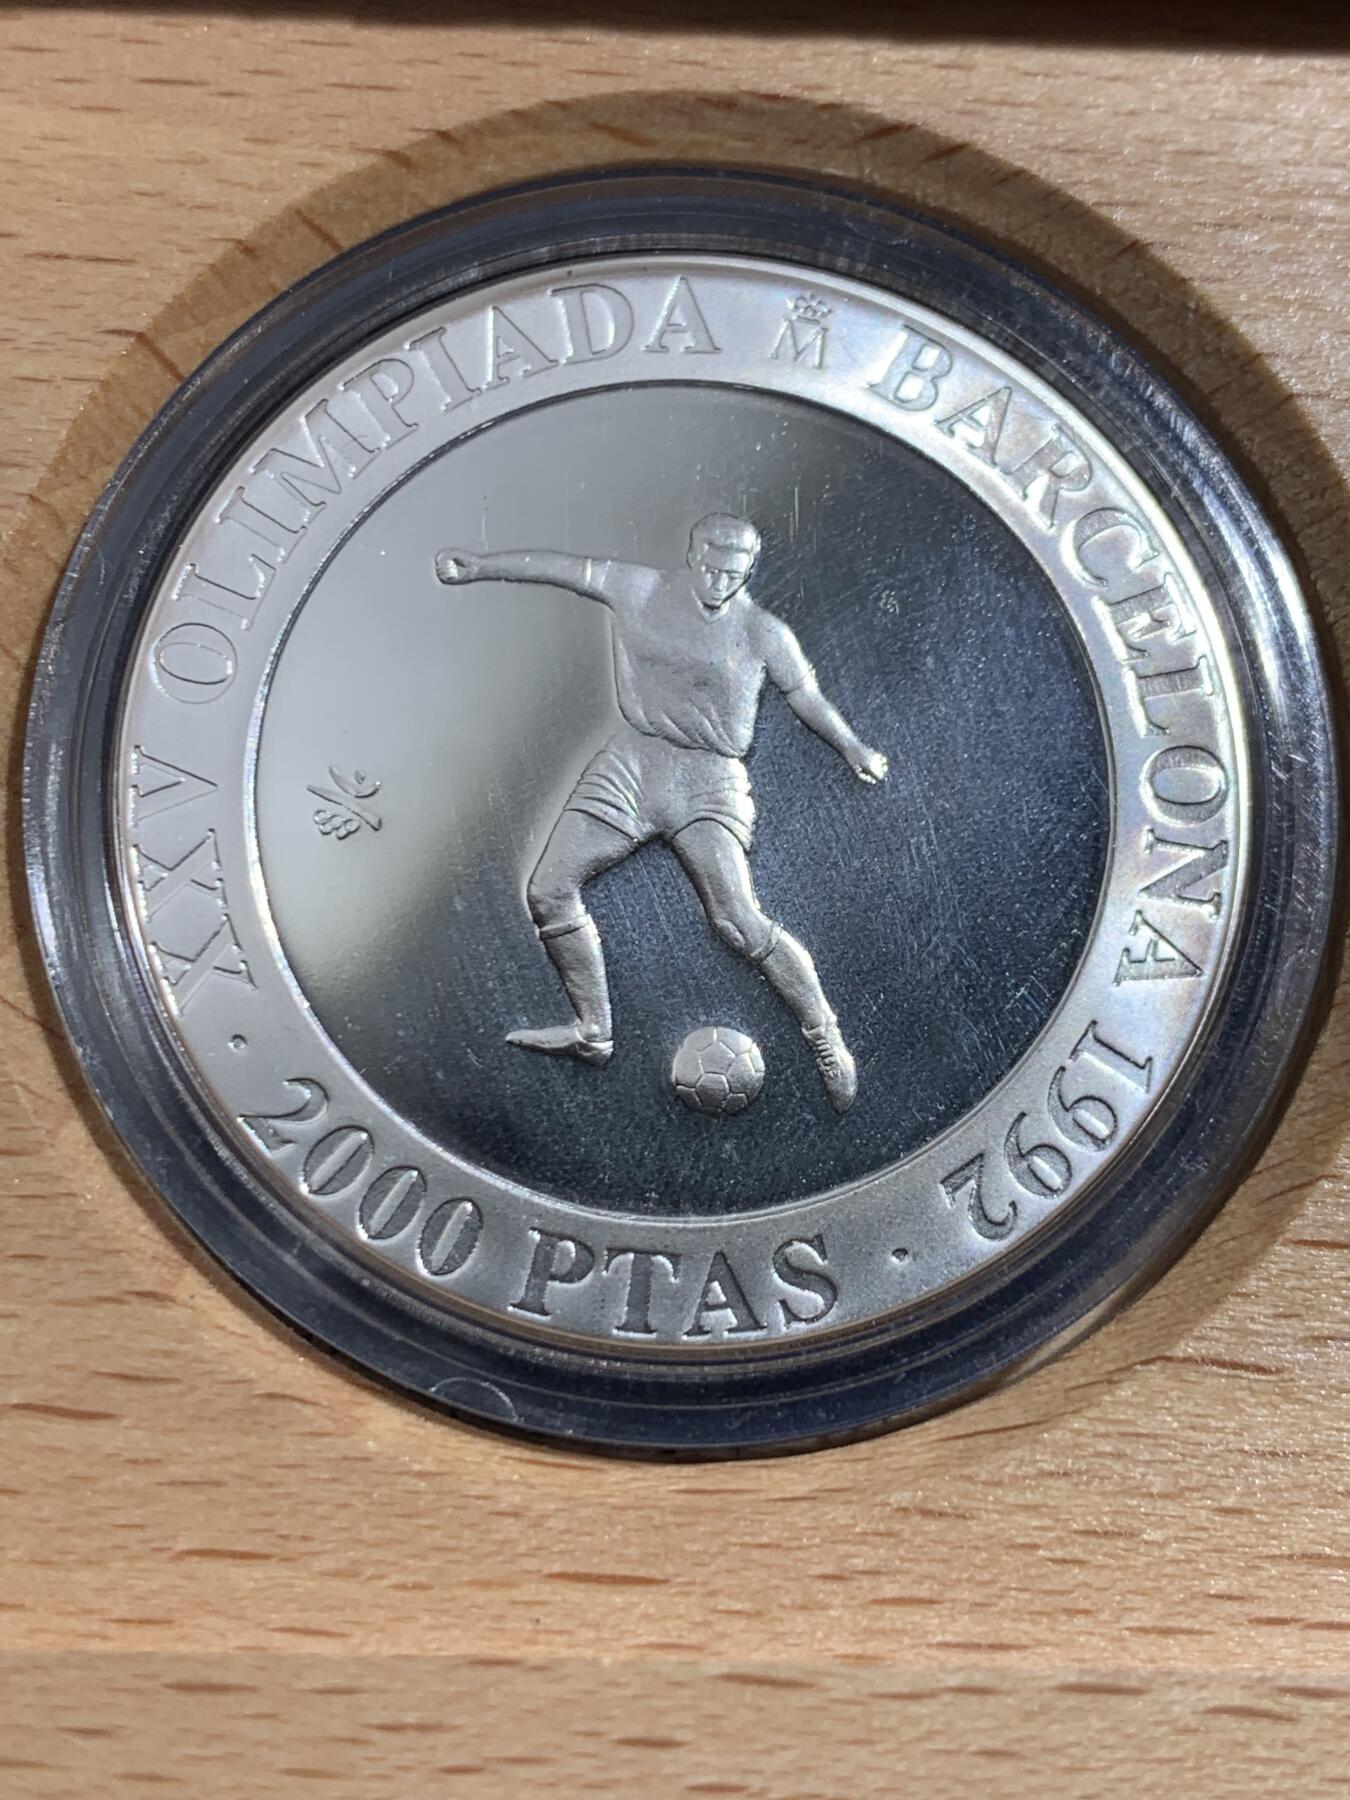 XXV OLIMPIADA M BARCELONA 1992
· 2000 PTAS ·